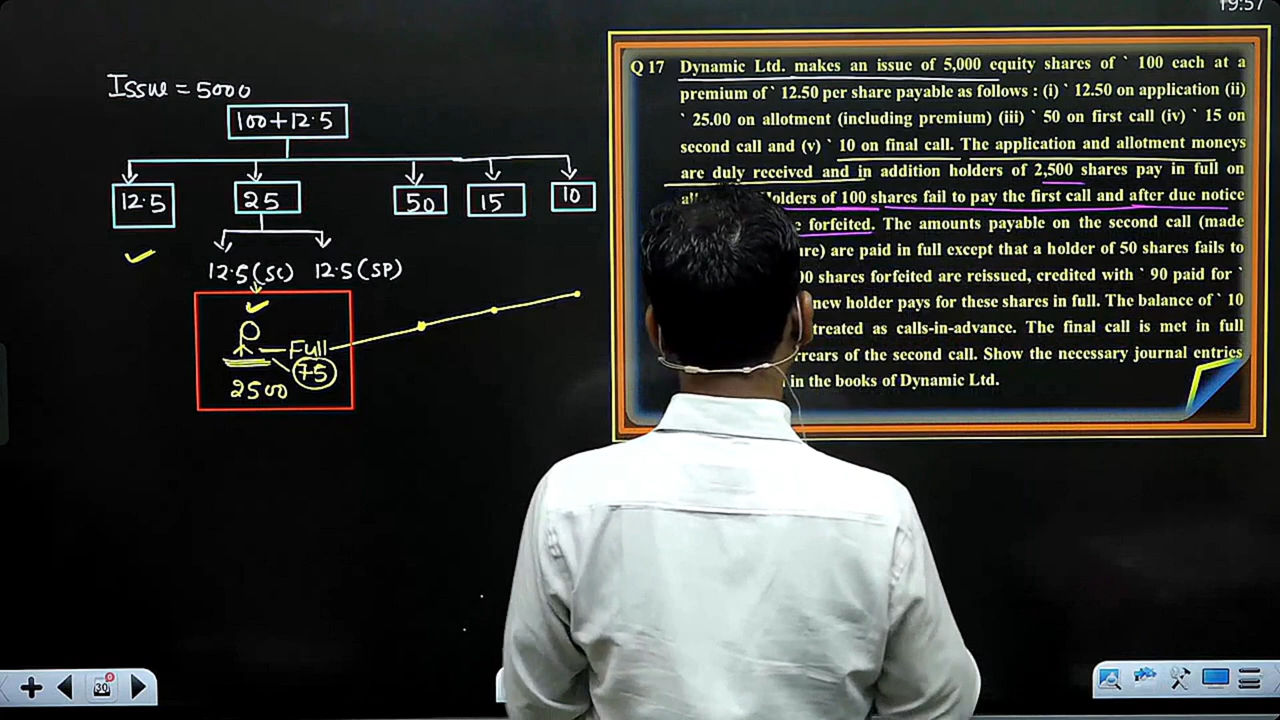 19:57
Issue = 5000
100+12.5
12.5
25
50
15
10
12.5(SC) 12.5(SP)
Full
75
2500
Q 17 Dynamic Ltd. makes an issue of 5,000 equity shares of ` 100 each at a
premium of ` 12.50 per share payable as follows : (i) ` 12.50 on application (ii)
` 25.00 on allotment (including premium) (iii) ` 50 on first call (iv) ` 15 on
second call and (v) ` 10 on final call. The application and allotment moneys
are duly received and in addition holders of 2,500 shares pay in full on
holders of 100 shares fail to pay the first call and after due notice
forfeited. The amounts payable on the second call (made
are paid in full except that a holder of 50 shares fails to
shares forfeited are reissued, credited with ` 90 paid for `
new holder pays for these shares in full. The balance of ` 10
treated as calls-in-advance. The final call is met in full
of the second call. Show the necessary journal entries
in the books of Dynamic Ltd.
30